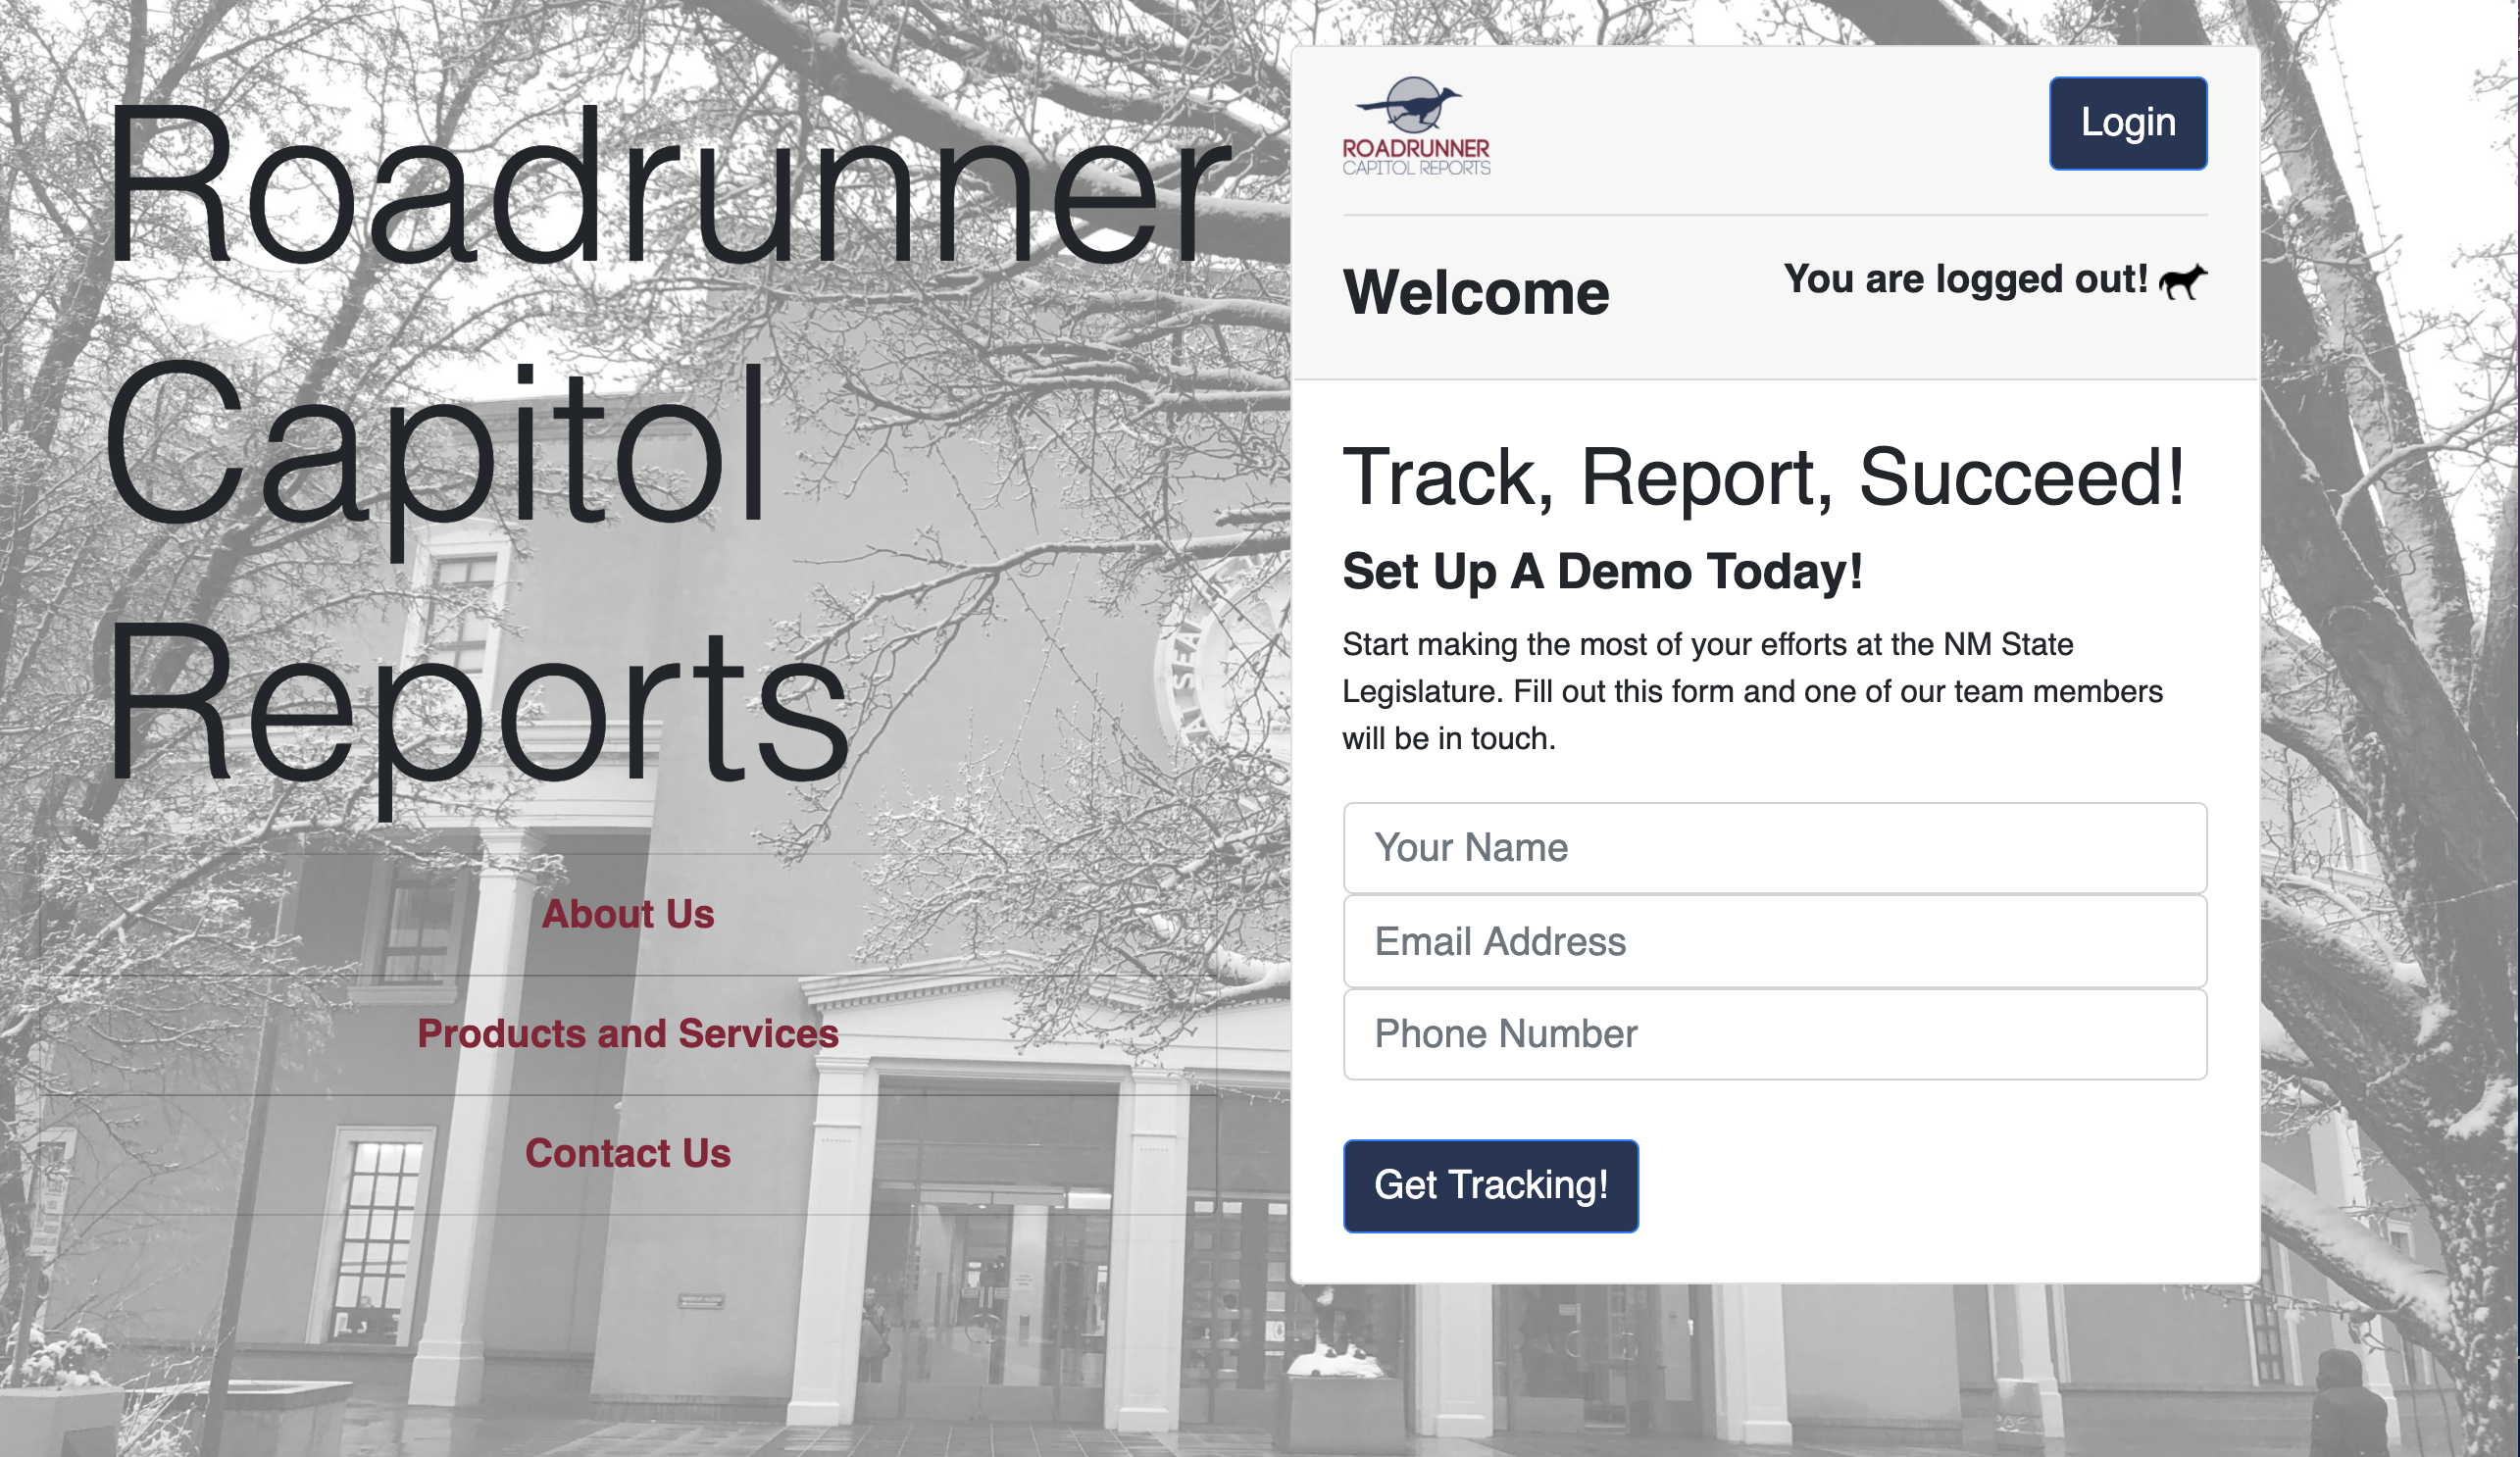 Roadrunner
Capitol
Reports
About Us
Products and Services
Contact Us
ROADRUNNER
CAPITOL REPORTS
Login
Welcome
You are logged out!
Track, Report, Succeed!
Set Up A Demo Today!
Start making the most of your efforts at the NM State
Legislature. Fill out this form and one of our team members
will be in touch.
Your Name
Email Address
Phone Number
Get Tracking!
SEAL